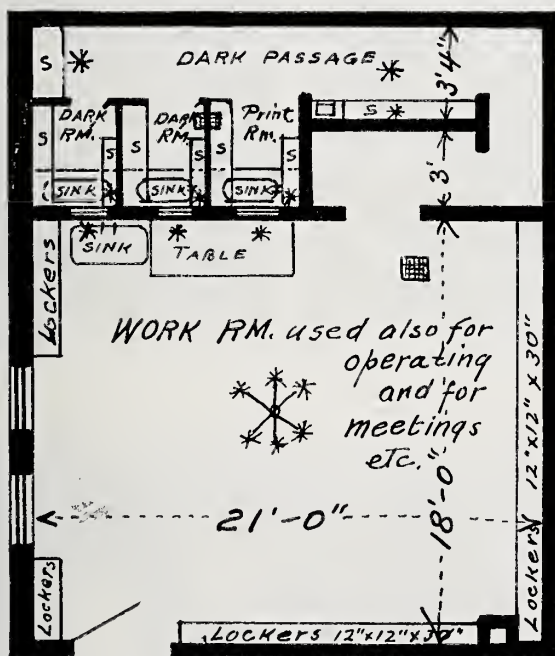 DARK PASSAGE
S
3'4"
S
DARK
RM.
DARK
RM.
Print
Rm.
S
S
S
S
S
S
3'
SINK
SINK
SINK
SINK
TABLE
Lockers
WORK RM. used also for
operating
and for
meetings
etc."
21'-0"
18'-0"
Lockers 12"x12"x30"
Lockers
Lockers 12"x12"x30"